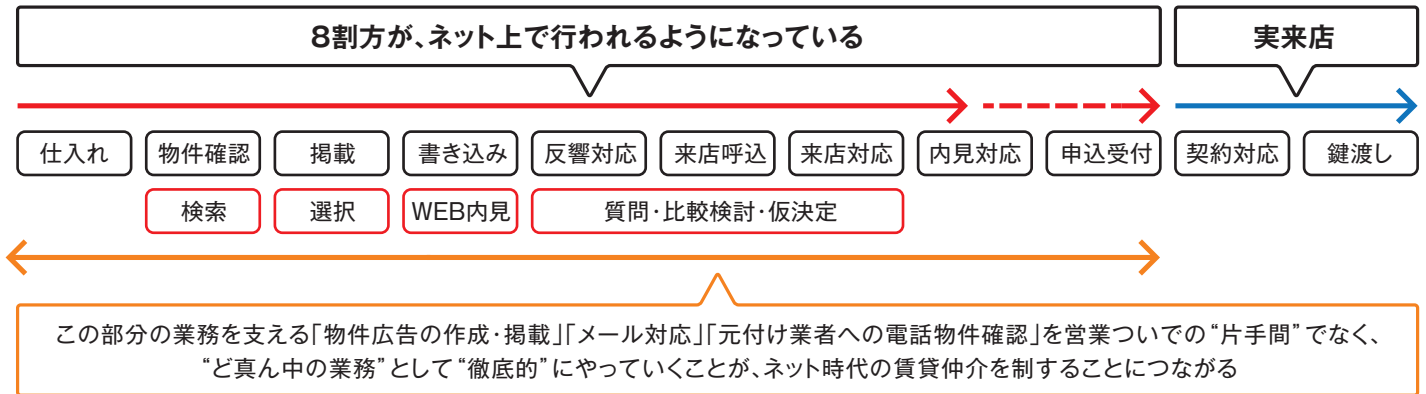 8割方が、ネット上で行われるようになっている
実来店
仕入れ
物件確認
掲載
書き込み
反響対応
来店呼込
来店対応
内見対応
申込受付
契約対応
鍵渡し
検索
選択
WEB内見
質問・比較検討・仮決定
この部分の業務を支える「物件広告の作成・掲載」「メール対応」「元付け業者への電話物件確認」を営業ついでの“片手間”でなく、
“ど真ん中の業務”として“徹底的”にやっていくことが、ネット時代の賃貸仲介を制することにつながる